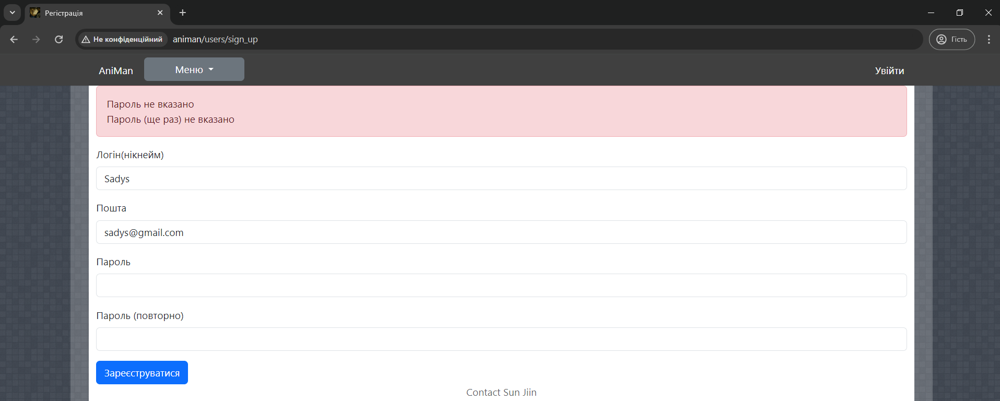 Регістрація
Не конфіденційний
animan/users/sign_up
Гість
AniMan
Меню
Увійти
Пароль не вказано
Пароль (ще раз) не вказано
Логін(нікнейм)
Sadys
Пошта
sadys@gmail.com
Пароль
Пароль (повторно)
Зареєструватися
Contact Sun Jiin